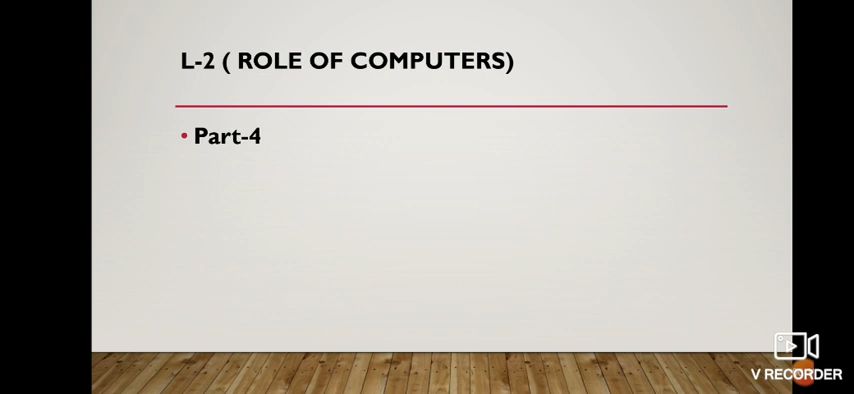 L-2 ( ROLE OF COMPUTERS)
• Part-4
V RECORDER